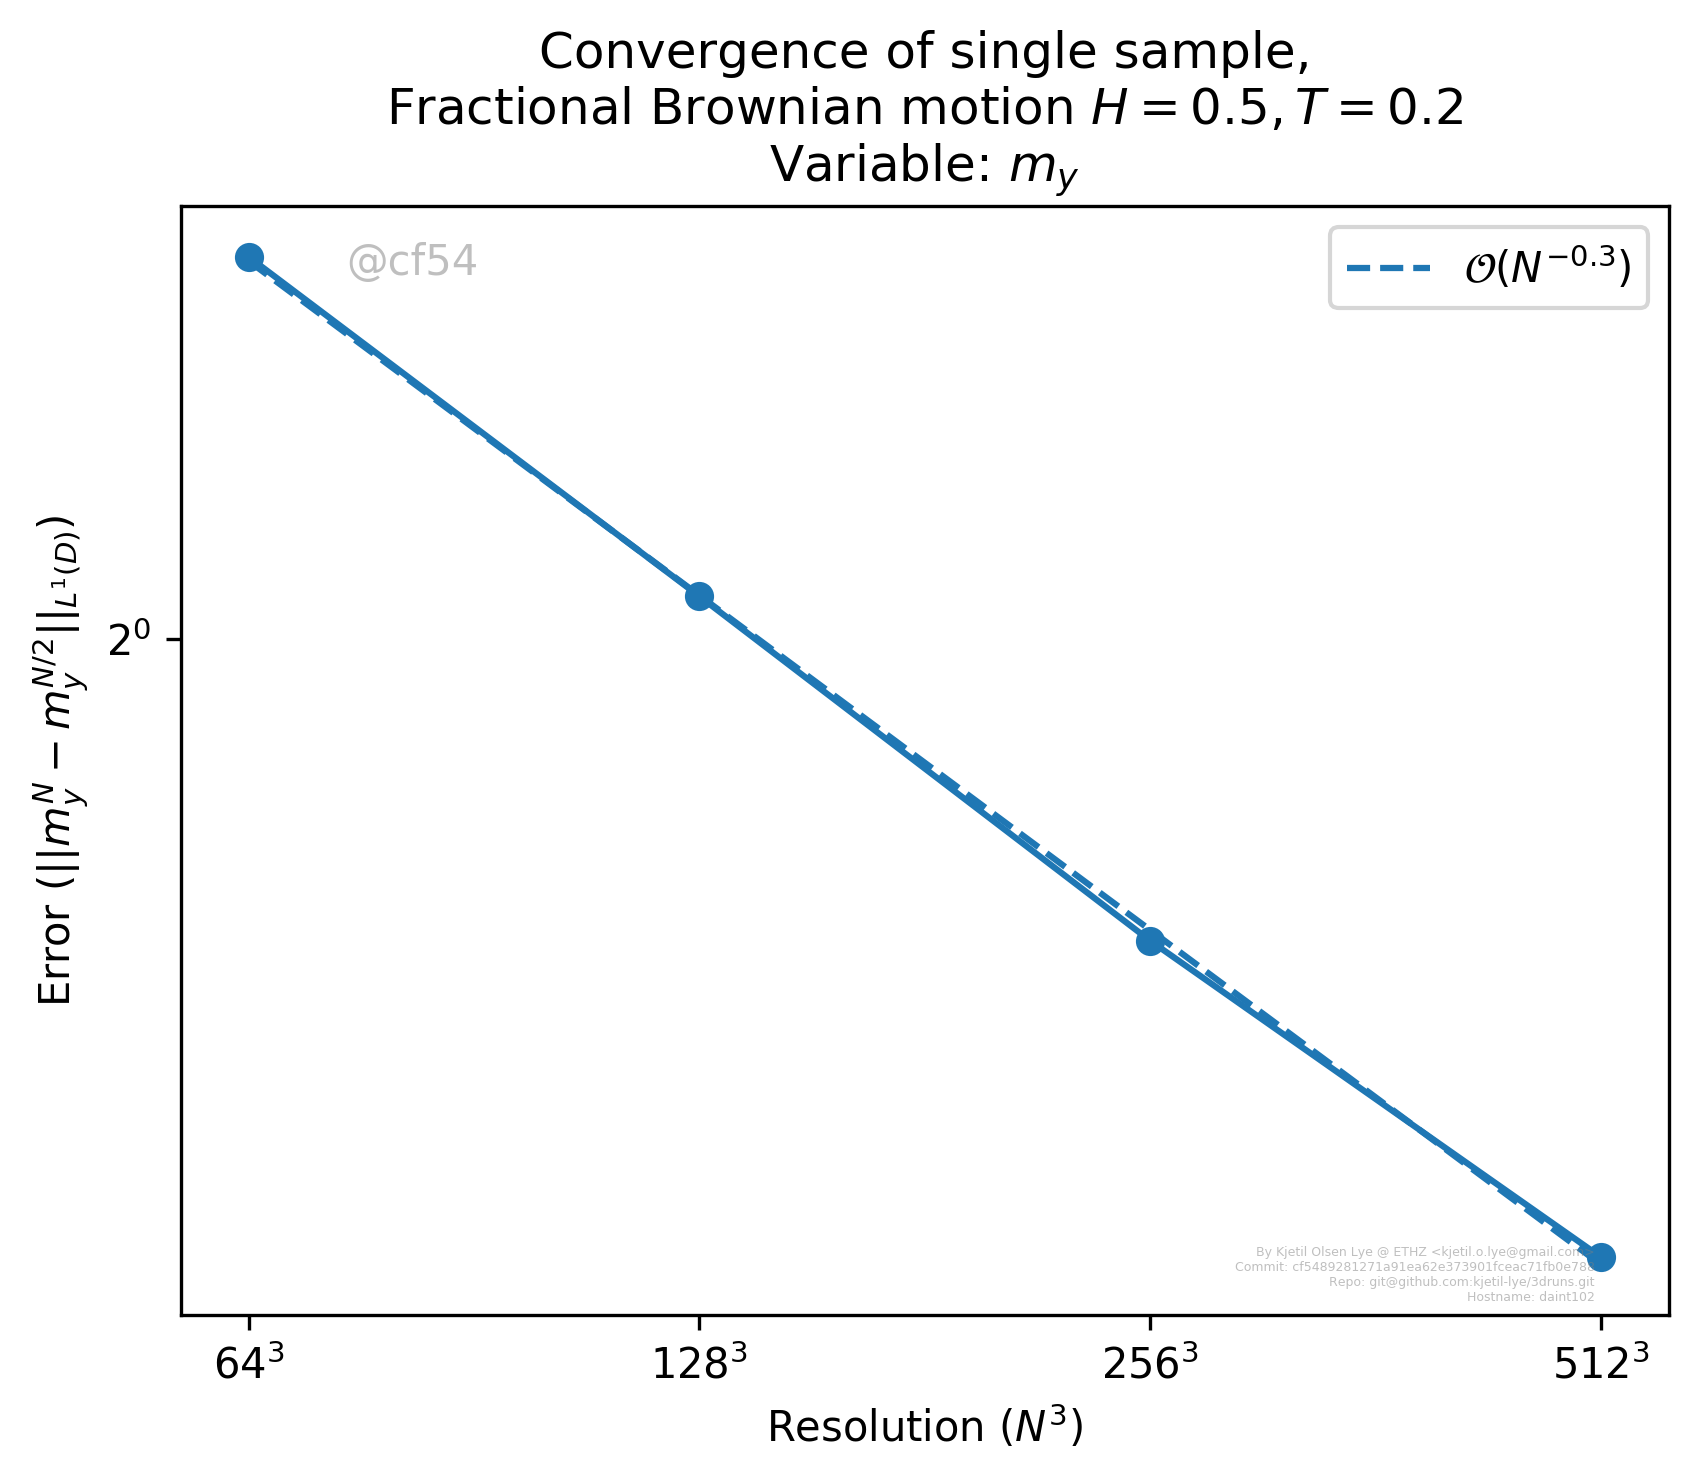 Convergence of single sample,
Fractional Brownian motion H = 0.5, T = 0.2
Variable: m_y
@cf54
O(N^{-0.3})
Error (||m_y^N − m_y^{N/2}||_{L^1(D)})
2^0
By Kjetil Olsen Lye @ ETHZ <kjetil.o.lye@gmail.com
Repo: git@github.com:kjetil-lye/3druns.git
Hostname: daint102
64^3 128^3 256^3 512^3
Resolution (N^3)